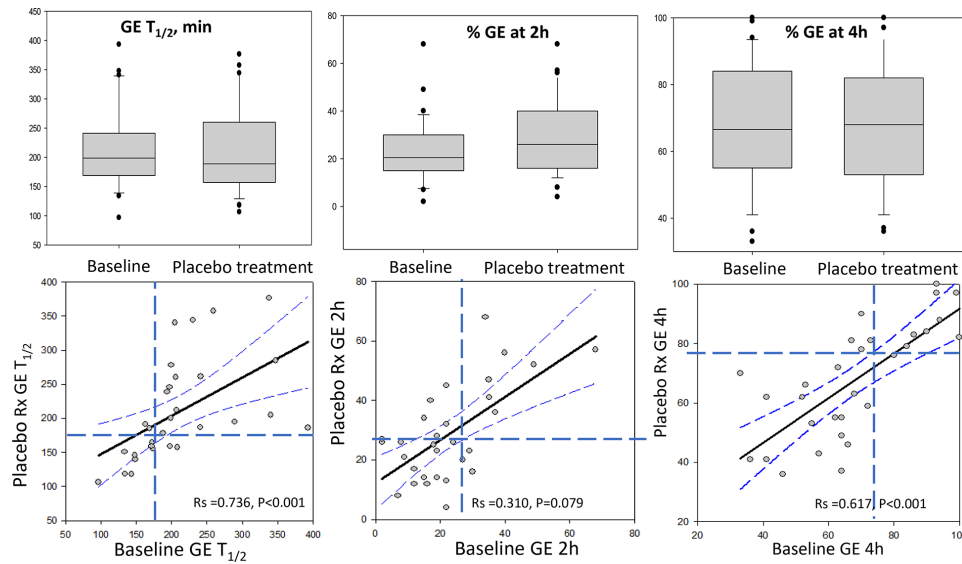 GE T1/2, min
450
400
350
300
250
200
150
100
50
% GE at 2h
80
60
40
20
0
% GE at 4h
100
80
60
40
Baseline Placebo treatment
Baseline Placebo treatment
Baseline Placebo treatment
Placebo Rx GE T1/2
400
350
300
250
200
150
100
50
Rs =0.736, P<0.001
50 100 150 200 250 300 350 400
Baseline GE T1/2
Placebo Rx GE 2h
80
60
40
20
0
Rs =0.310, P=0.079
0 20 40 60 80
Baseline GE 2h
Placebo Rx GE 4h
100
80
60
40
20
Rs =0.617, P<0.001
20 40 60 80 100
Baseline GE 4h